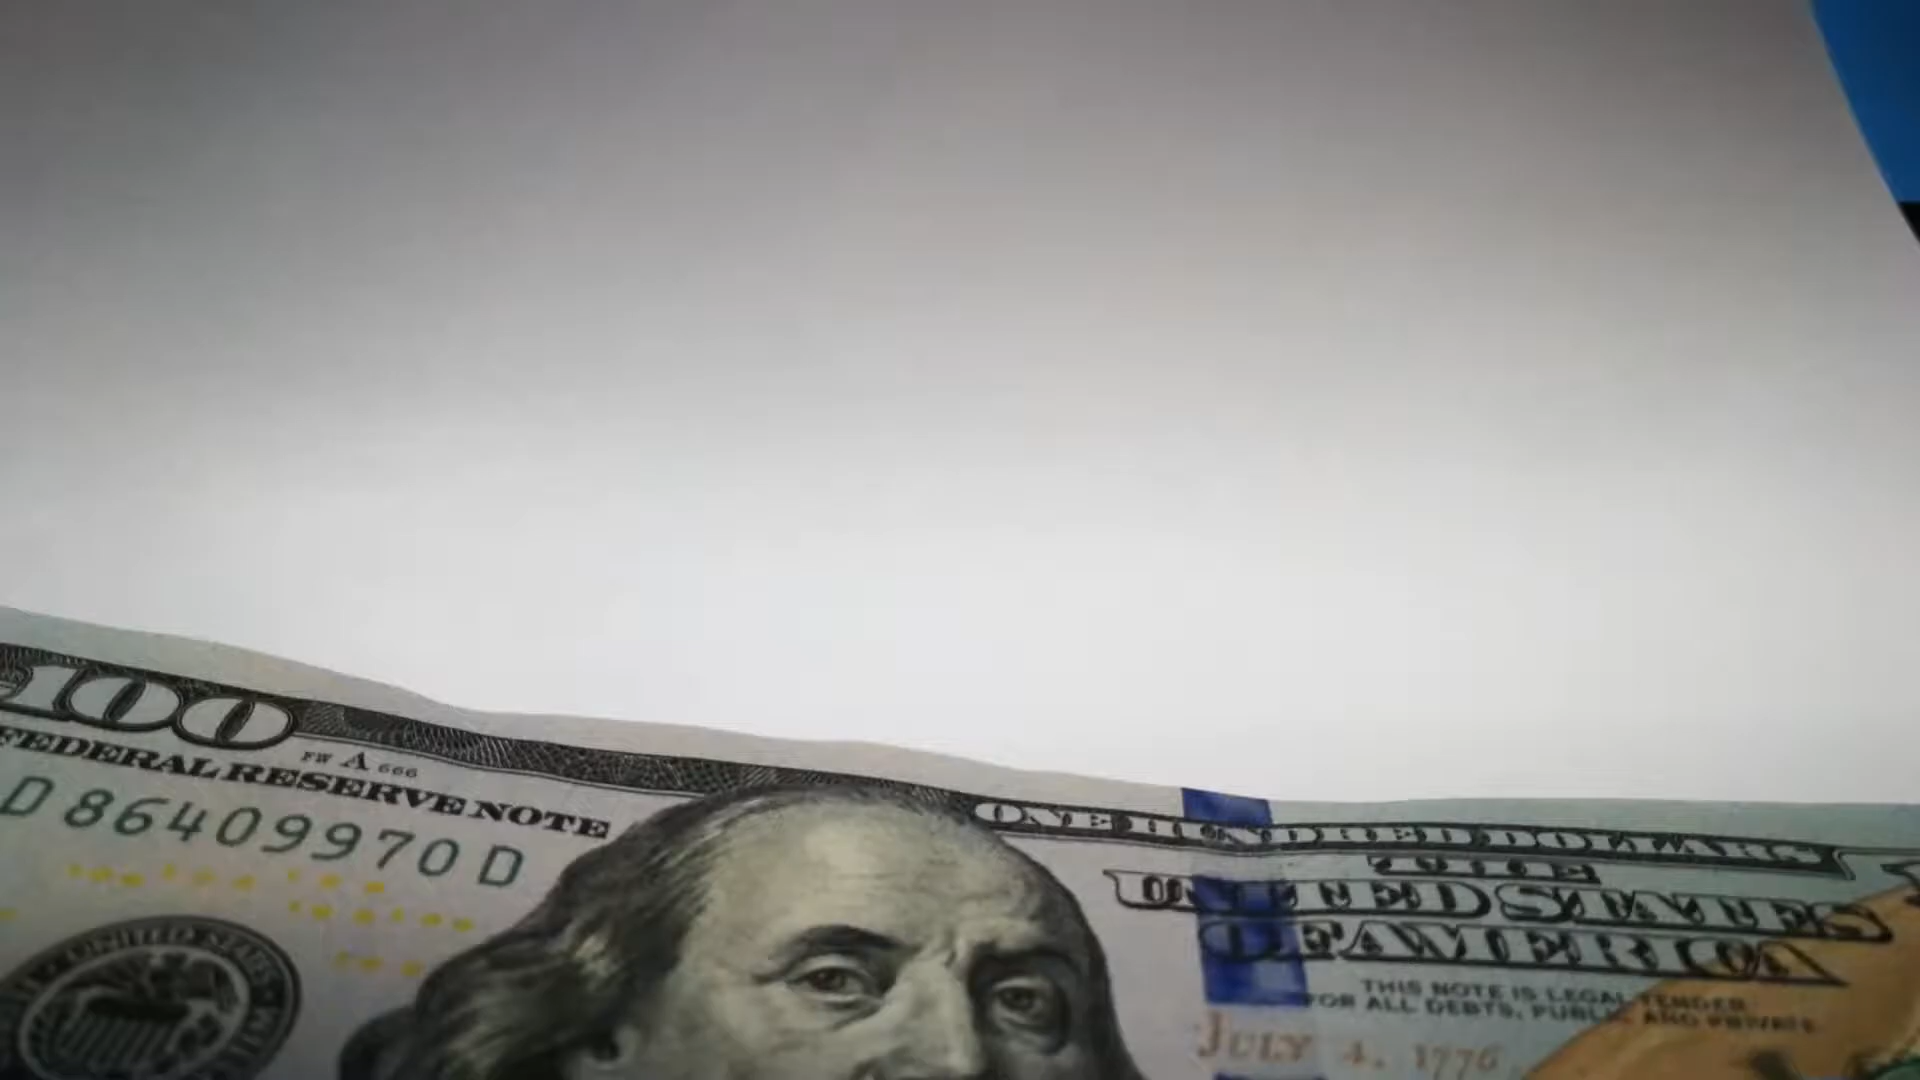 100
FW A 666
FEDERAL RESERVE NOTE
D 86409970 D
ONE HUNDRED DOLLARS
THE
UNITED STATES
OF AMERICA
THIS NOTE IS LEGAL TENDER
FOR ALL DEBTS, PUBLIC AND PRIVATE
JULY 4, 1776